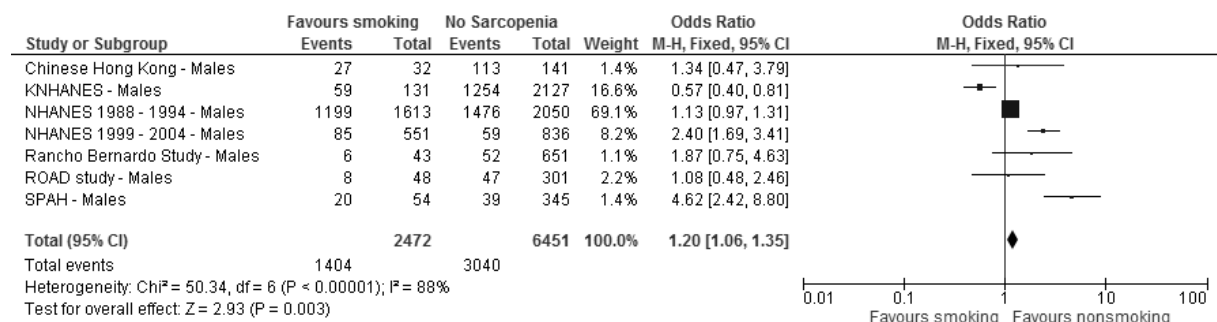 Favours smoking No Sarcopenia Odds Ratio Odds Ratio
Study or Subgroup Events Total Events Total Weight M-H, Fixed, 95% CI M-H, Fixed, 95% CI
Chinese Hong Kong - Males 27 32 113 141 1.4% 1.34 [0.47, 3.79]
KNHANES - Males 59 131 1254 2127 16.6% 0.57 [0.40, 0.81]
NHANES 1988 - 1994 - Males 1199 1613 1476 2050 69.1% 1.13 [0.97, 1.31]
NHANES 1999 - 2004 - Males 85 551 59 836 8.2% 2.40 [1.69, 3.41]
Rancho Bernardo Study - Males 6 43 52 651 1.1% 1.87 [0.75, 4.63]
ROAD study - Males 8 48 47 301 2.2% 1.08 [0.48, 2.46]
SPAH - Males 20 54 39 345 1.4% 4.62 [2.42, 8.80]
Total (95% CI) 2472 6451 100.0% 1.20 [1.06, 1.35]
Total events 1404 3040
Heterogeneity: Chi² = 50.34, df = 6 (P < 0.00001); I² = 88%
Test for overall effect: Z = 2.93 (P = 0.003)
0.01 0.1 1 10 100
Favours smoking Favours nonsmoking